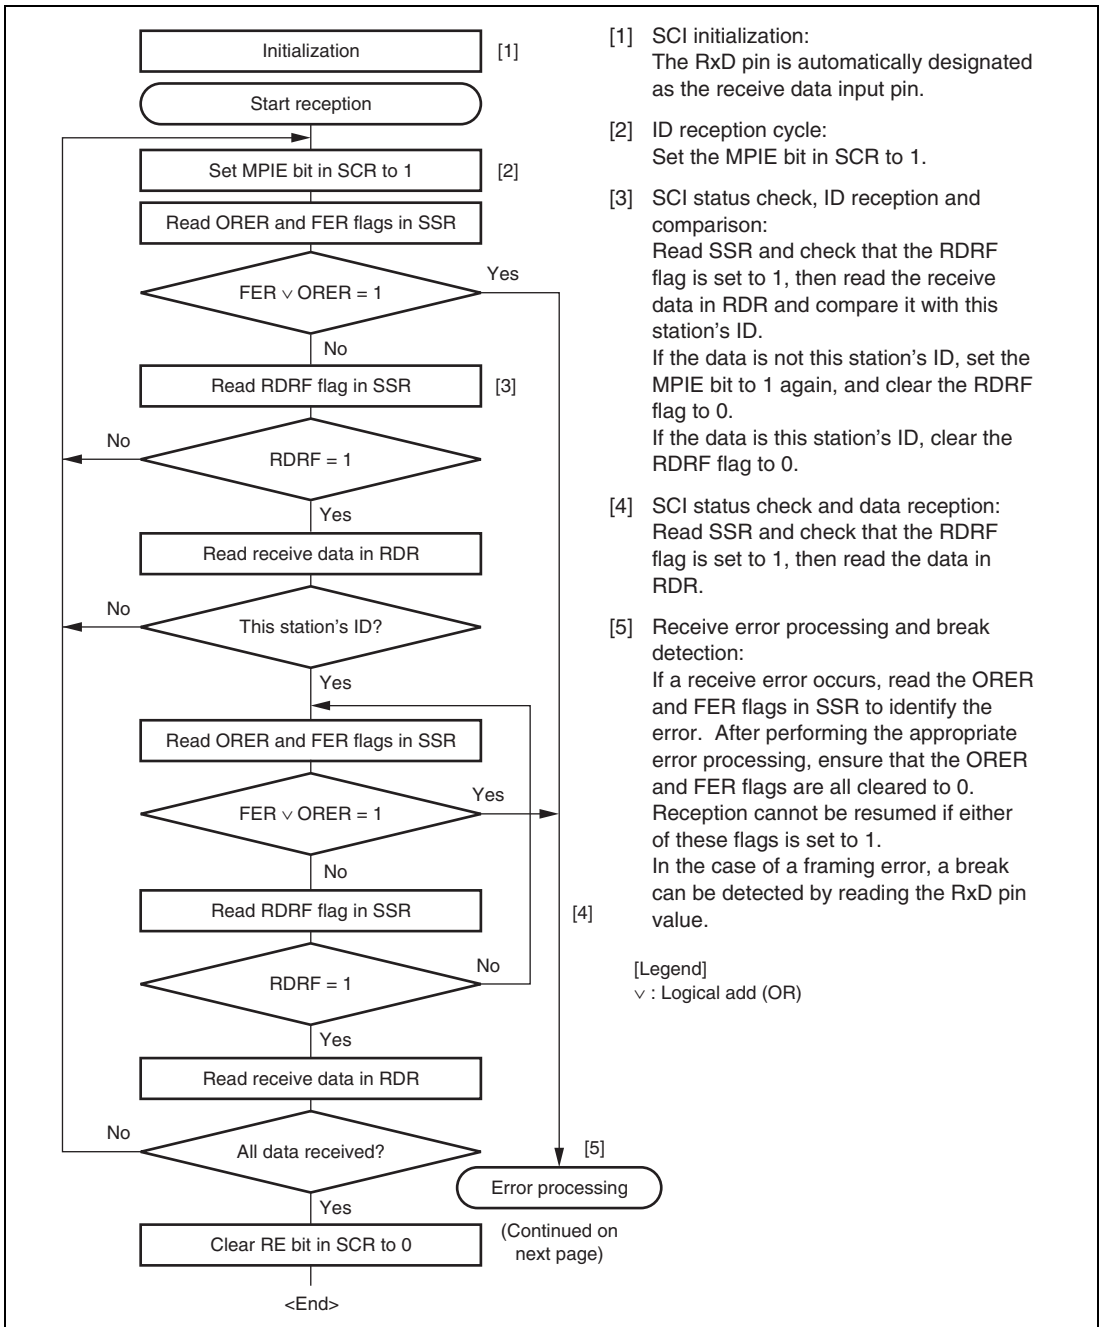 Initialization
[1]
Start reception
Set MPIE bit in SCR to 1
[2]
Read ORER and FER flags in SSR
FER ∨ ORER = 1
Yes
No
Read RDRF flag in SSR
[3]
No
RDRF = 1
Yes
Read receive data in RDR
No
This station's ID?
Yes
Read ORER and FER flags in SSR
FER ∨ ORER = 1
Yes
No
Read RDRF flag in SSR
[4]
RDRF = 1
No
Yes
Read receive data in RDR
No
All data received?
[5]
Error processing
Yes
(Continued on
next page)
Clear RE bit in SCR to 0
<End>
[1] SCI initialization:
The RxD pin is automatically designated
as the receive data input pin.
[2] ID reception cycle:
Set the MPIE bit in SCR to 1.
[3] SCI status check, ID reception and
comparison:
Read SSR and check that the RDRF
flag is set to 1, then read the receive
data in RDR and compare it with this
station's ID.
If the data is not this station's ID, set the
MPIE bit to 1 again, and clear the RDRF
flag to 0.
If the data is this station's ID, clear the
RDRF flag to 0.
[4] SCI status check and data reception:
Read SSR and check that the RDRF
flag is set to 1, then read the data in
RDR.
[5] Receive error processing and break
detection:
If a receive error occurs, read the ORER
and FER flags in SSR to identify the
error. After performing the appropriate
error processing, ensure that the ORER
and FER flags are all cleared to 0.
Reception cannot be resumed if either
of these flags is set to 1.
In the case of a framing error, a break
can be detected by reading the RxD pin
value.
[Legend]
∨ : Logical add (OR)